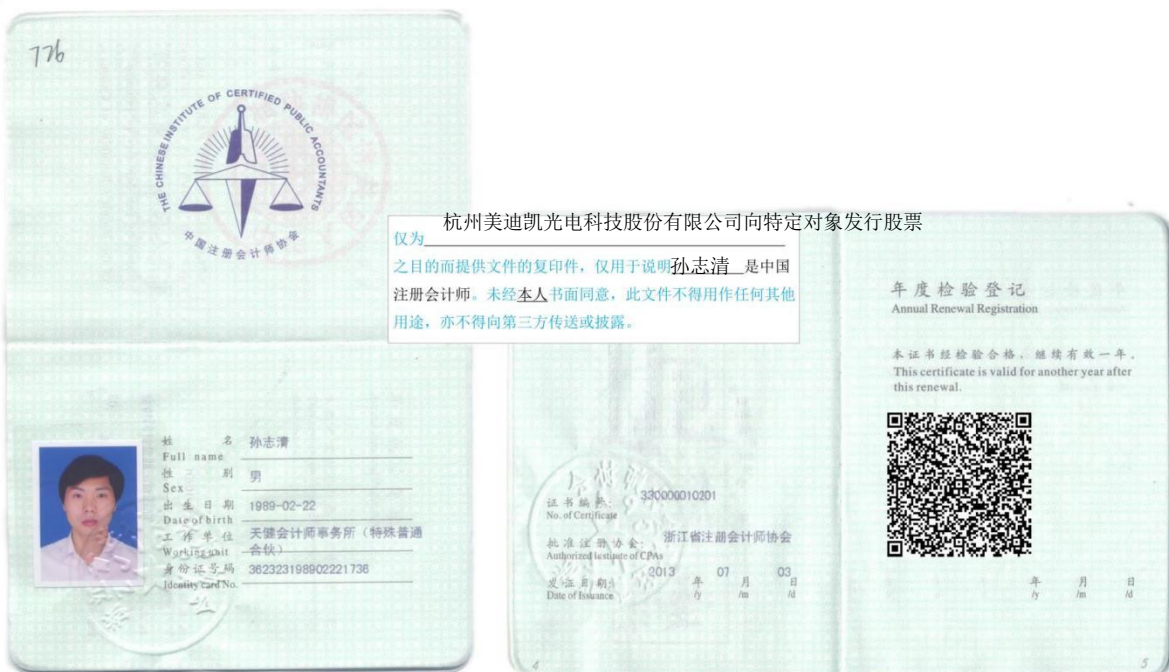 776
THE CHINESE INSTITUTE OF CERTIFIED PUBLIC ACCOUNTANTS
中国注册会计师协会
杭州美迪凯光电科技股份有限公司向特定对象发行股票
仅为
之目的而提供文件的复印件，仅用于说明孙志清 是中国
注册会计师。未经本人书面同意，此文件不得用作任何其他
用途，亦不得向第三方传送或披露。
姓 名 孙志清
Full name
性 别 男
Sex
出 生 日 期 1989-02-22
Date of birth
工 作 单 位 天健会计师事务所（特殊普通
Working unit 合伙）
身份证号码 362323198902221736
Identity card No.
证书编号: 330000010201
No. of Certificate
批准注册协会: 浙江省注册会计师协会
Authorized Institute of CPAs
发证日期: 2013 年 07 月 03 日
Date of Issuance /y /m /d
4
年度检验登记
Annual Renewal Registration
本证书经检验合格，继续有效一年。
This certificate is valid for another year after
this renewal.
年 月 日
/y /m /d
5